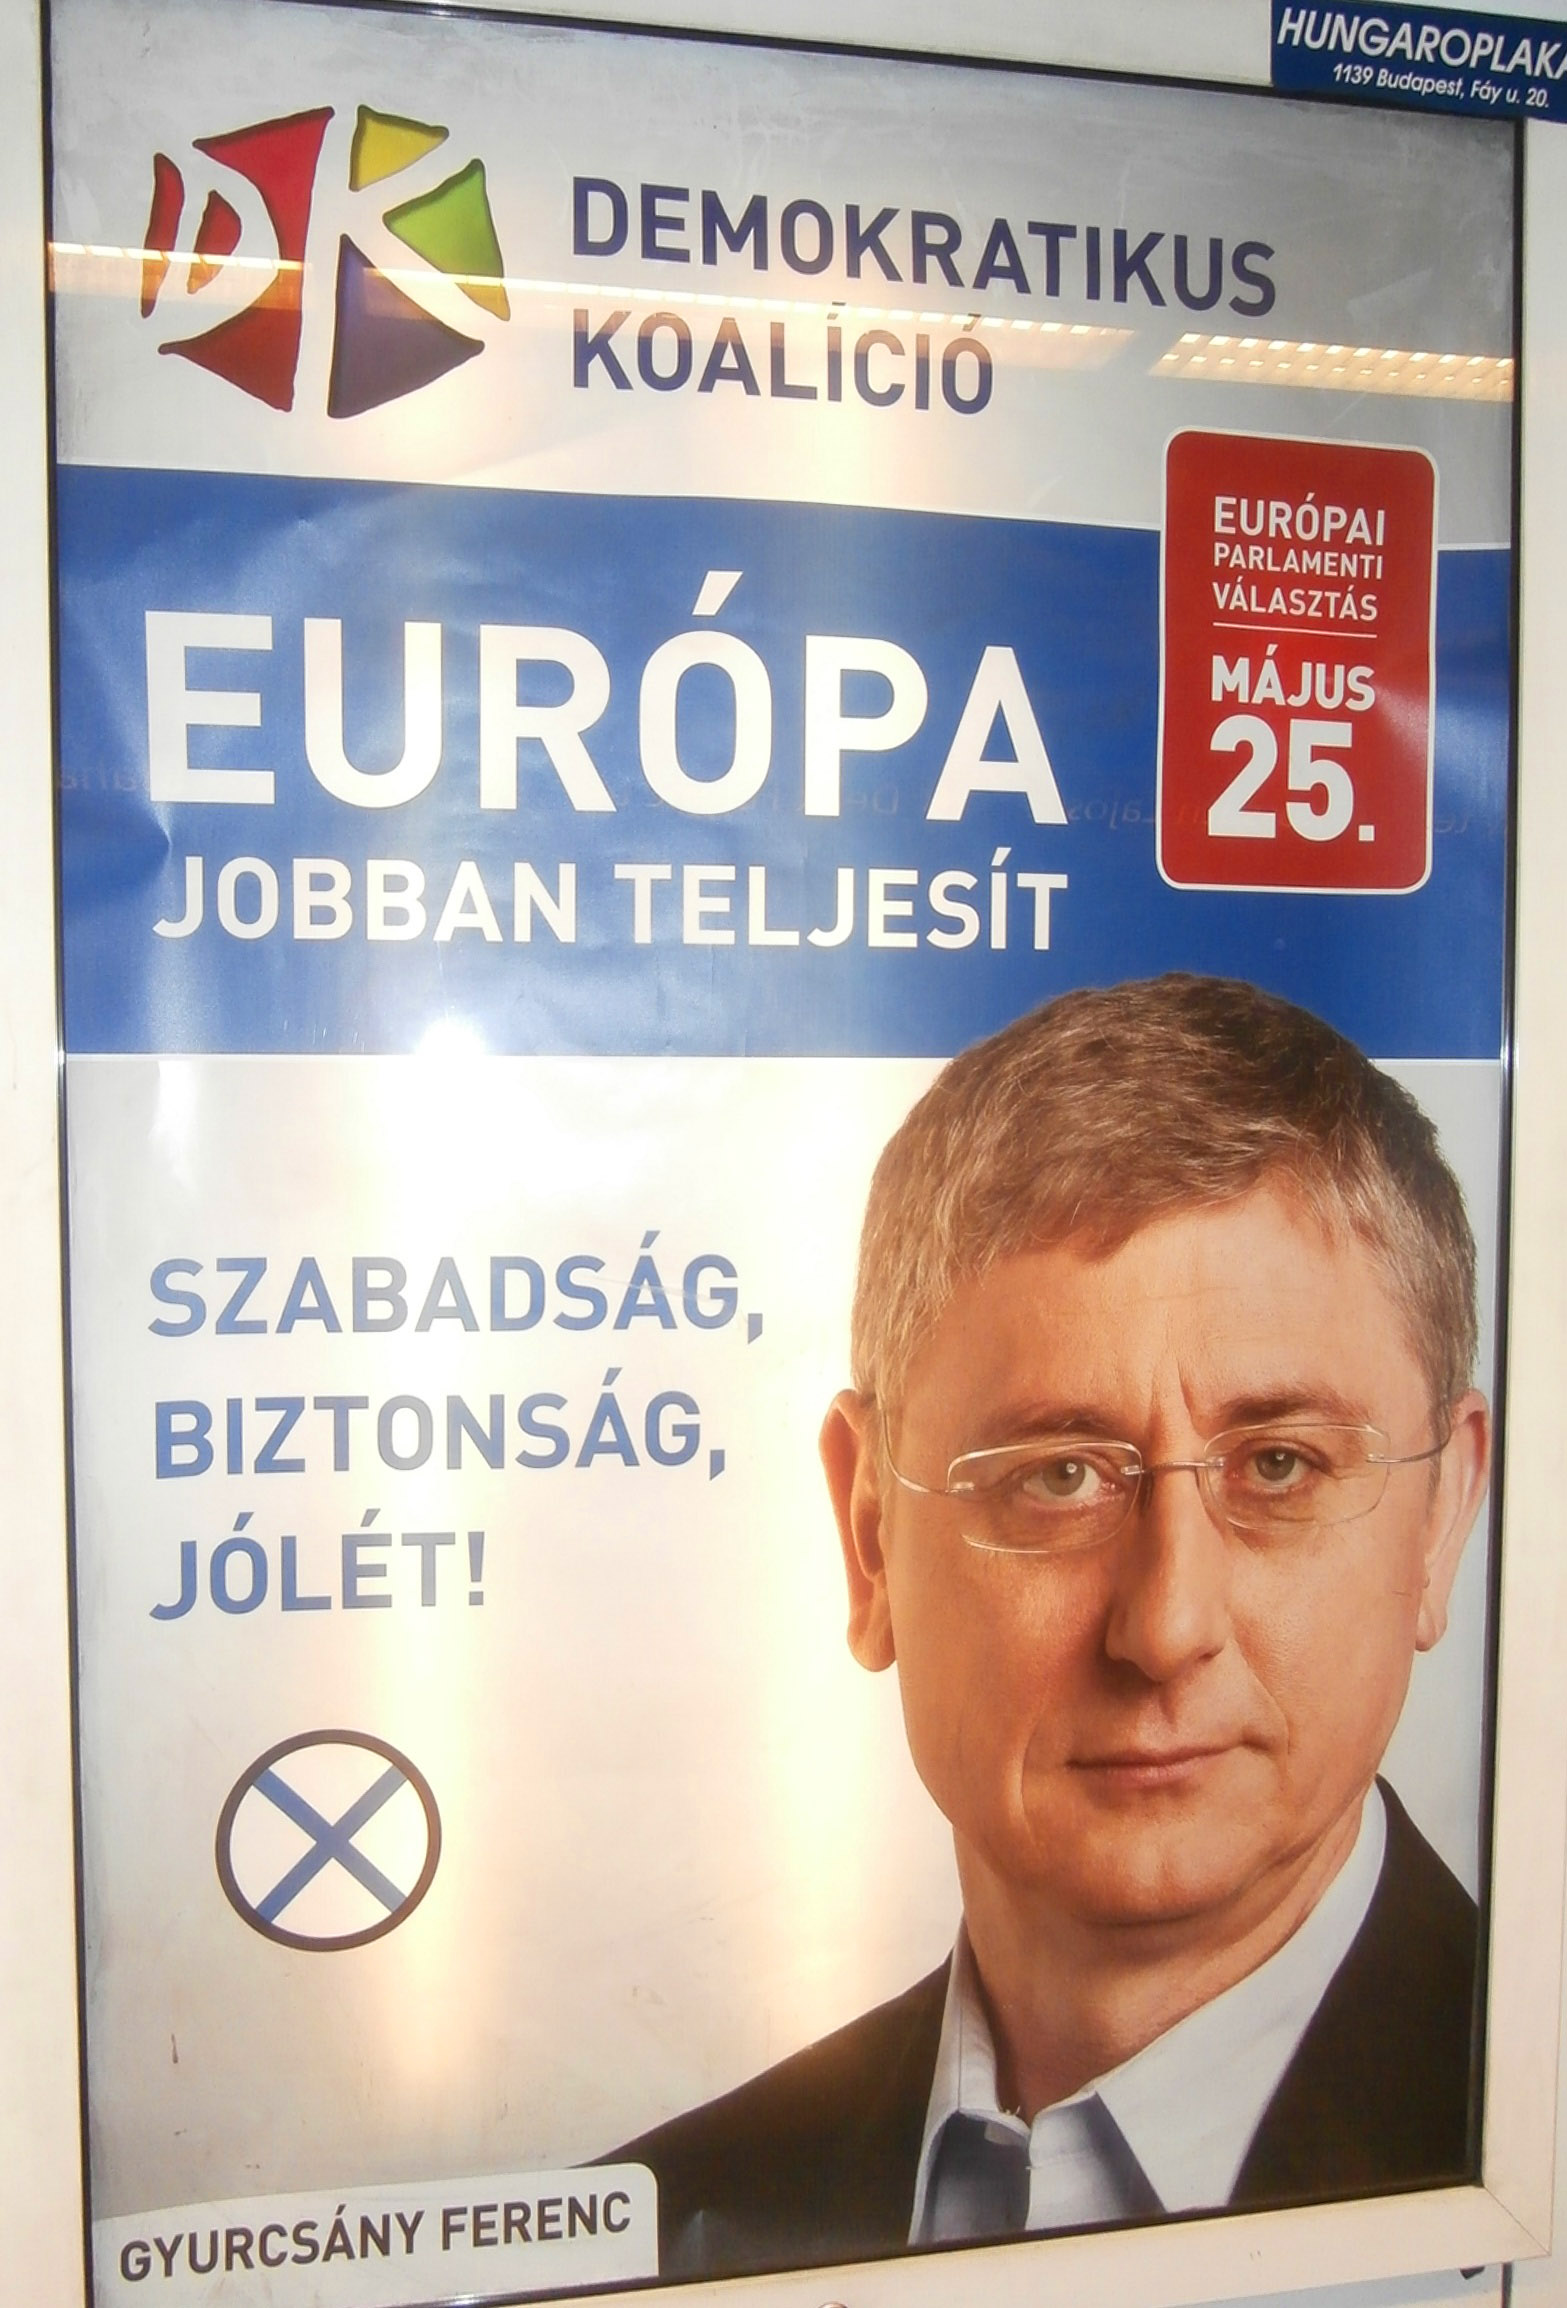 HUNGAROPLAKÁ
1139 Budapest, Fáy u. 20.
DK
DEMOKRATIKUS
KOALÍCIÓ
EURÓPAI
PARLAMENTI
VÁLASZTÁS
MÁJUS
25.
EURÓPA
JOBBAN TELJESÍT
SZABADSÁG,
BIZTONSÁG,
JÓLÉT!
GYURCSÁNY FERENC